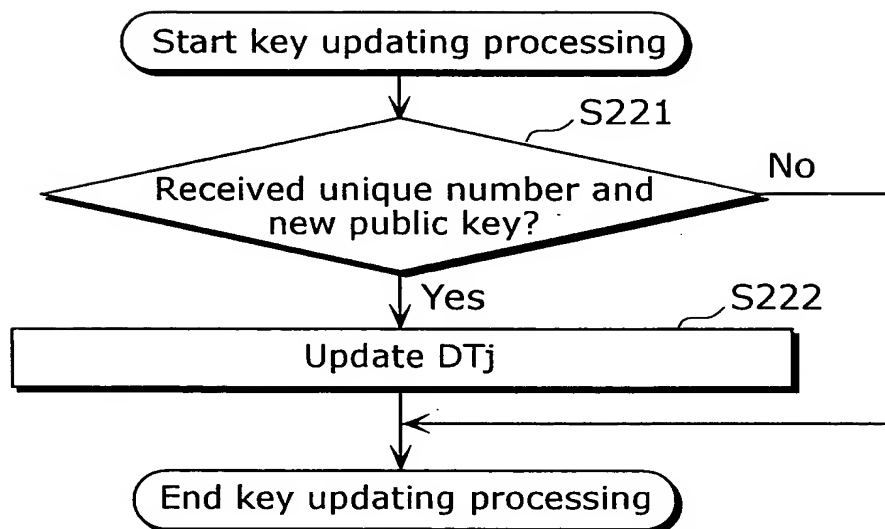 Start key updating processing
S221
No
Received unique number and
new public key?
Yes
S222
Update DTj
End key updating processing